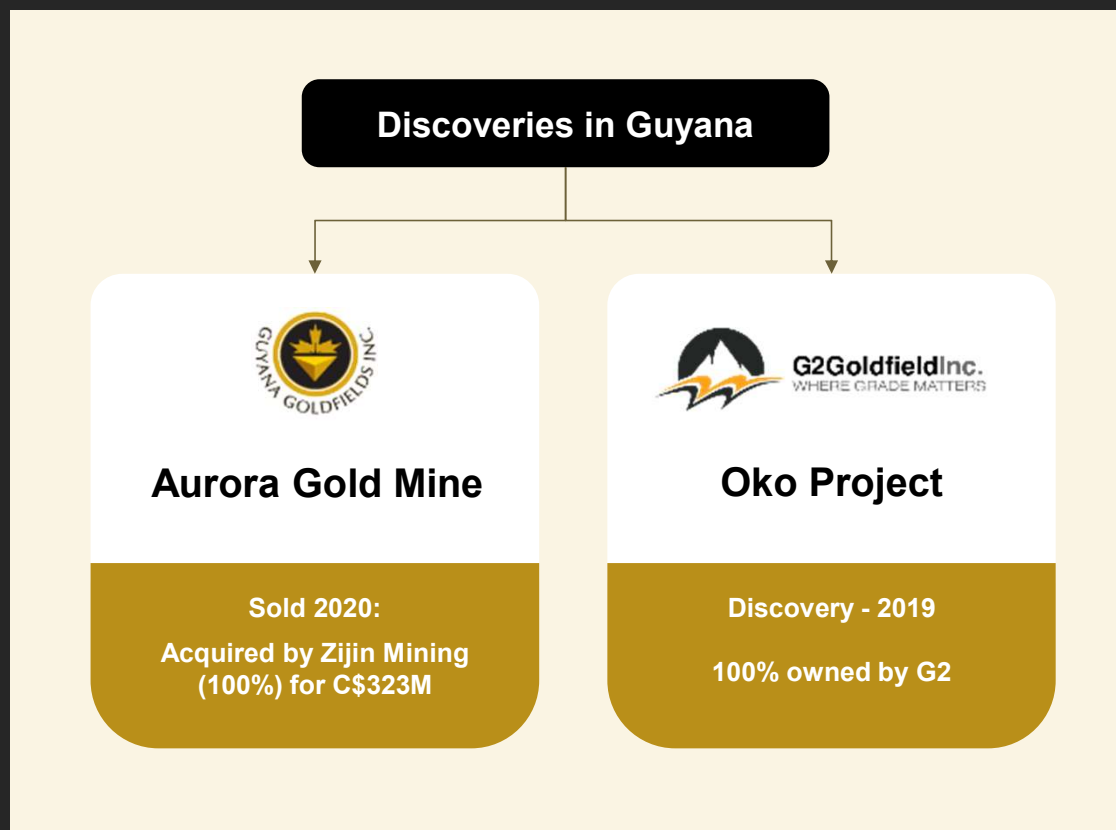 Discoveries in Guyana
GUYANA GOLDFIELDS INC.
Aurora Gold Mine
Sold 2020:
Acquired by Zijin Mining
(100%) for C$323M
G2GoldfieldInc.
WHERE GRADE MATTERS
Oko Project
Discovery - 2019
100% owned by G2